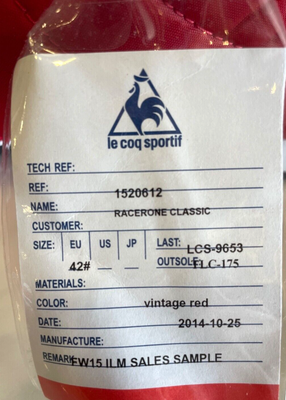 le coq sportif
TECH REF:
REF: 1520612
NAME: RACERONE CLASSIC
CUSTOMER:
SIZE: EU US JP LAST: LCS-9653
42# — — OUTSOLE: TLC-175
MATERIALS:
COLOR: vintage red
DATE: 2014-10-25
MANUFACTURE:
REMARK: FW15 ILM SALES SAMPLE